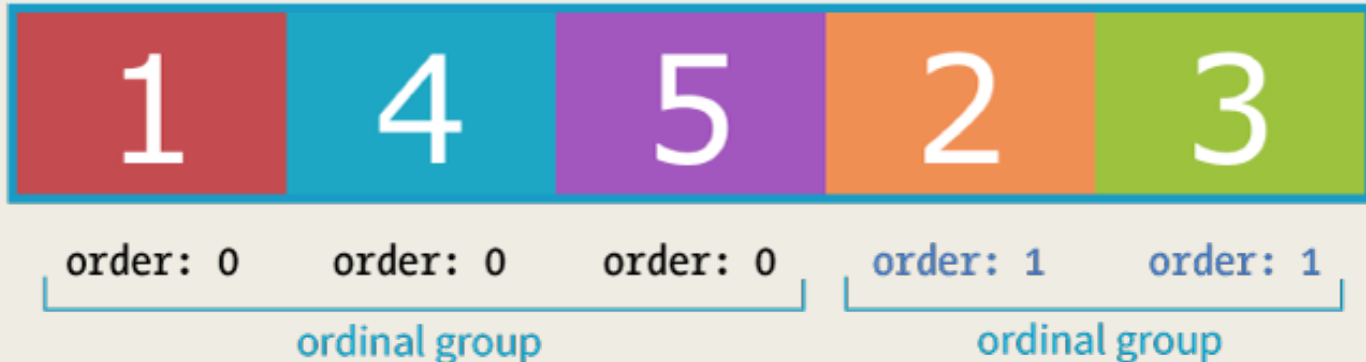 1 4 5 2 3
order: 0 order: 0 order: 0 order: 1 order: 1
ordinal group ordinal group